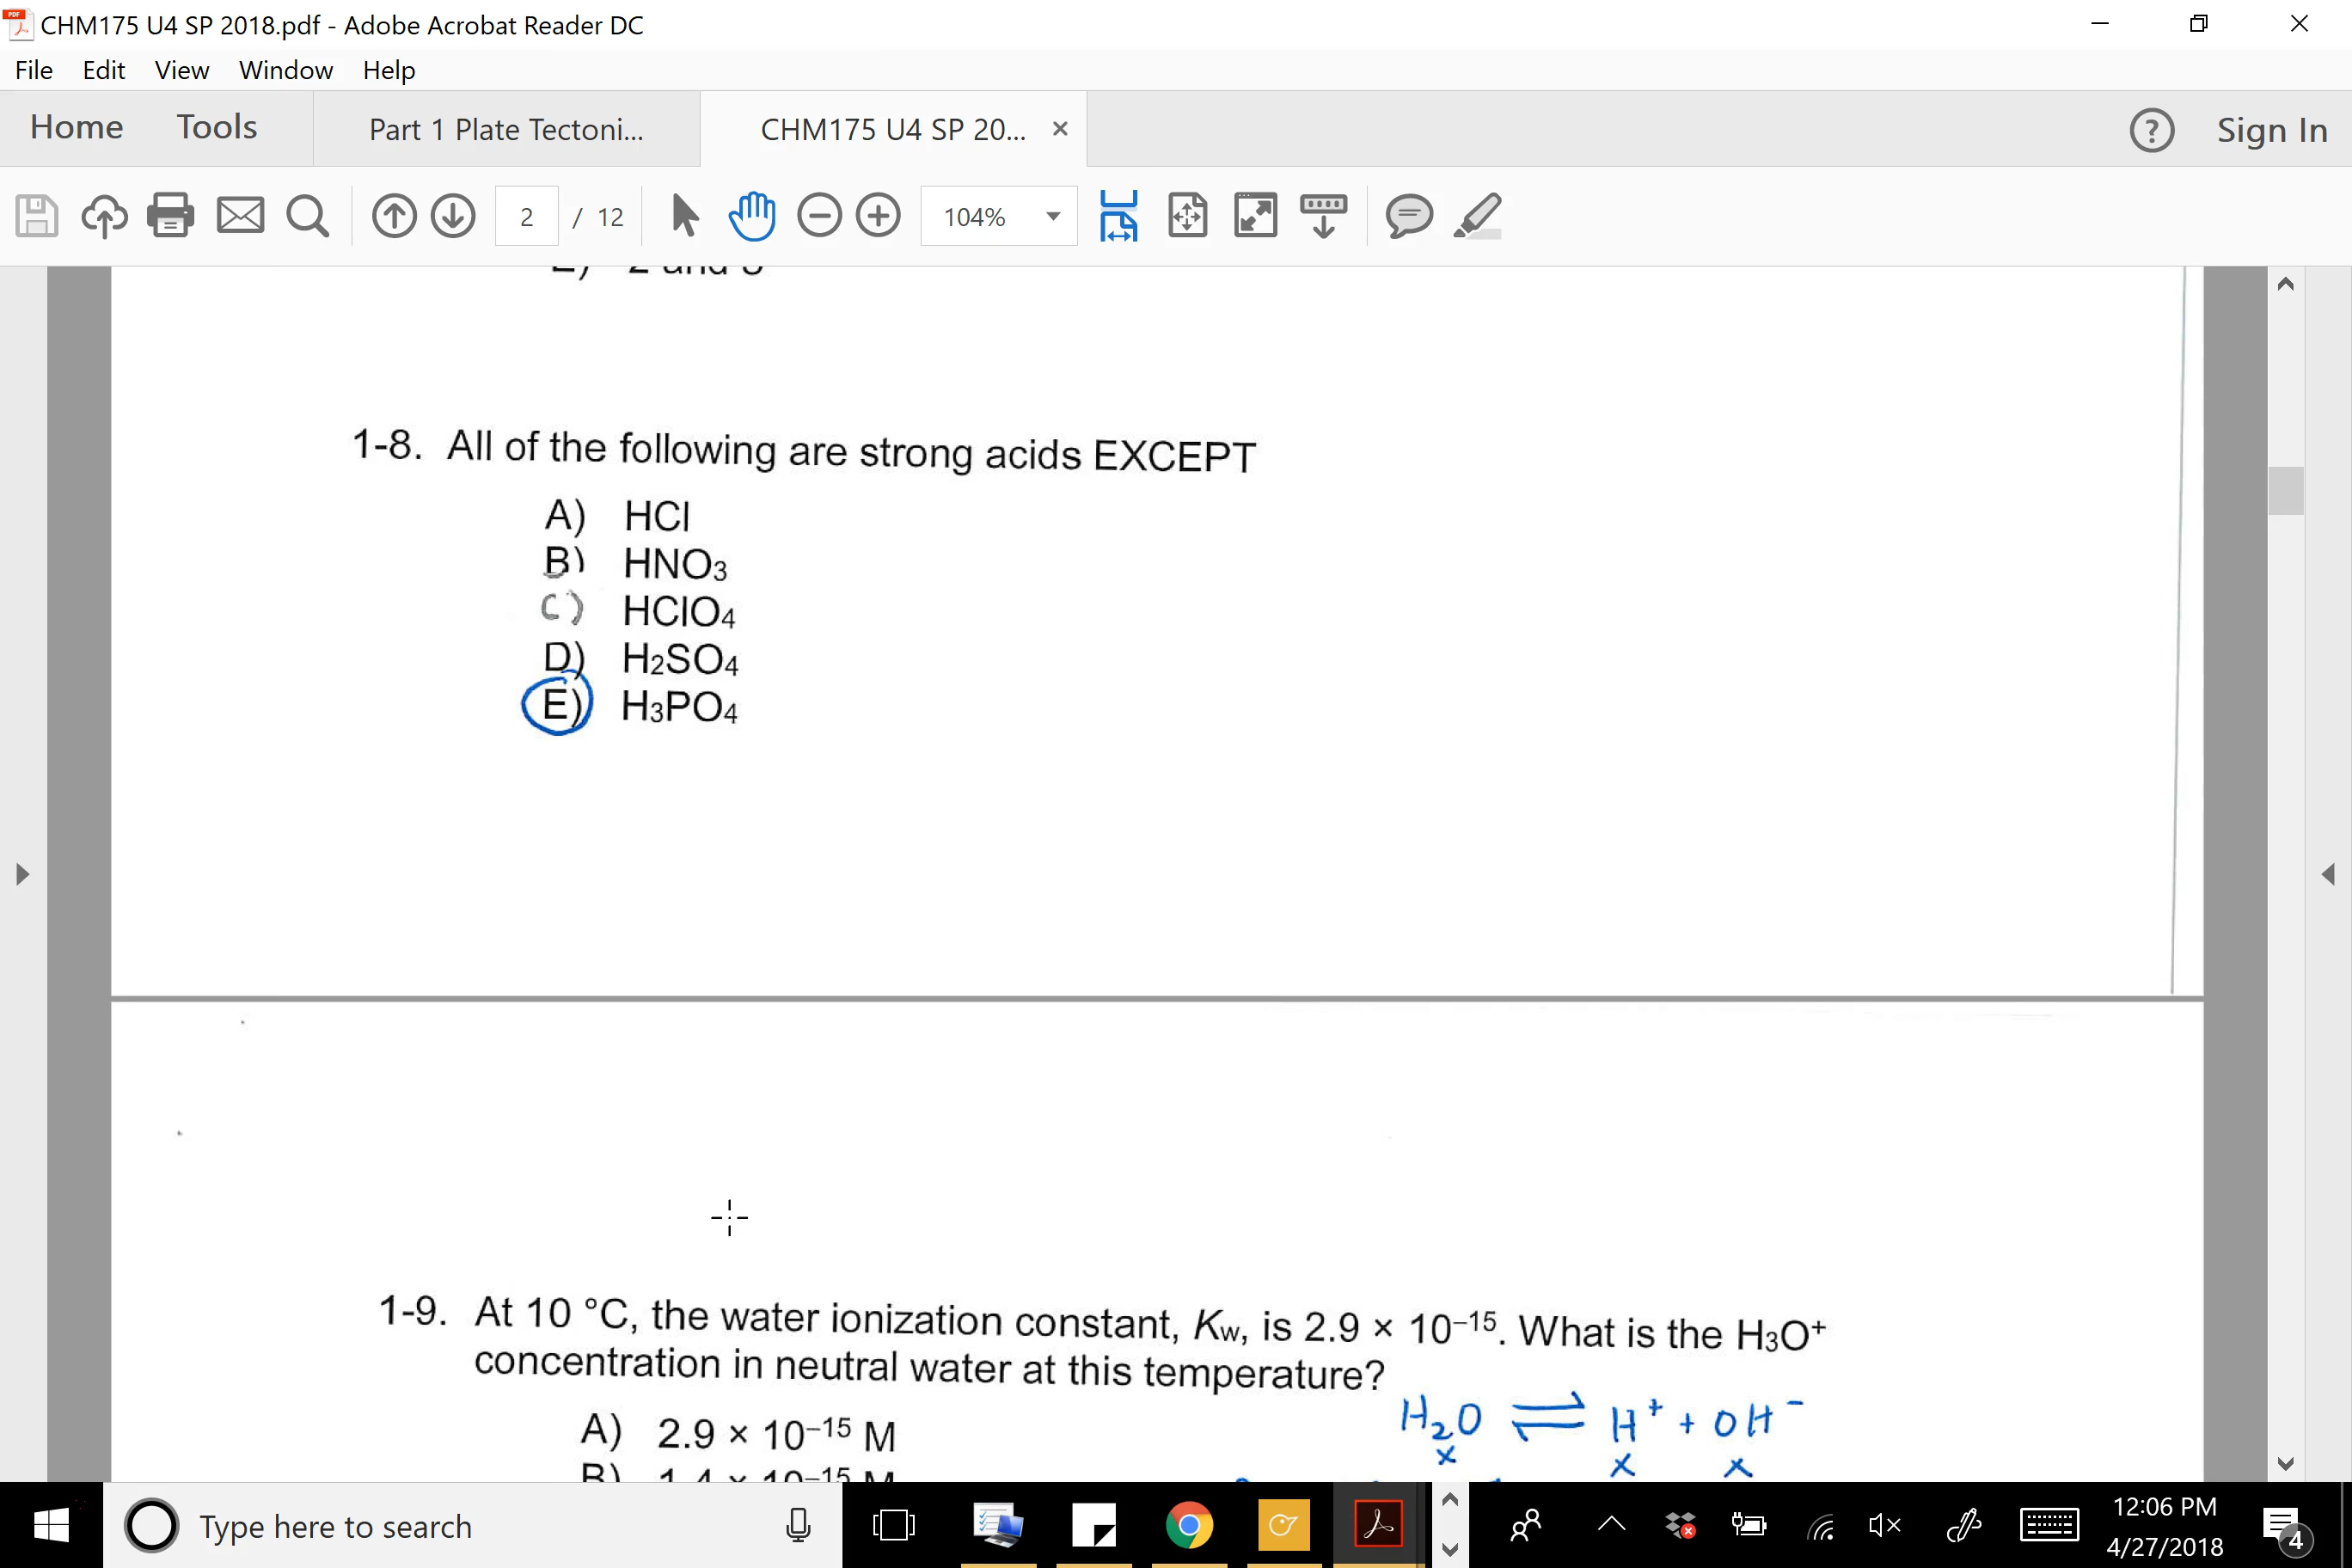 CHM175 U4 SP 2018.pdf - Adobe Acrobat Reader DC
File Edit View Window Help
Home Tools Part 1 Plate Tectoni... CHM175 U4 SP 20... × ? Sign In
2 / 12 104%
1-8. All of the following are strong acids EXCEPT
A) HCl
B) HNO3
C) HClO4
D) H2SO4
E) H3PO4
1-9. At 10 °C, the water ionization constant, Kw, is 2.9 × 10⁻¹⁵. What is the H3O⁺
concentration in neutral water at this temperature?
H₂O ⇌ H⁺ + OH⁻
A) 2.9 × 10⁻¹⁵ M
x x x
B) 1.4 × 10⁻¹⁵ M
Type here to search
12:06 PM
4/27/2018
4